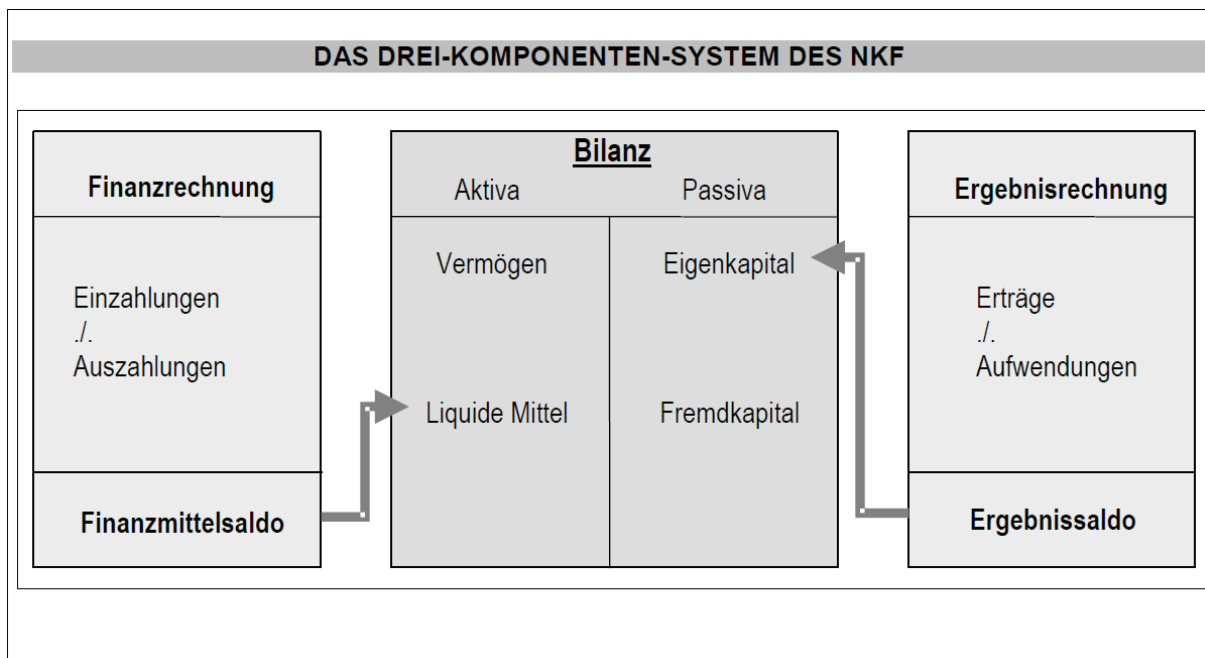 DAS DREI-KOMPONENTEN-SYSTEM DES NKF
Finanzrechnung
Einzahlungen
./.
Auszahlungen
Finanzmittelsaldo
Bilanz
Aktiva Passiva
Vermögen Eigenkapital
Liquide Mittel Fremdkapital
Ergebnisrechnung
Erträge
./.
Aufwendungen
Ergebnissaldo